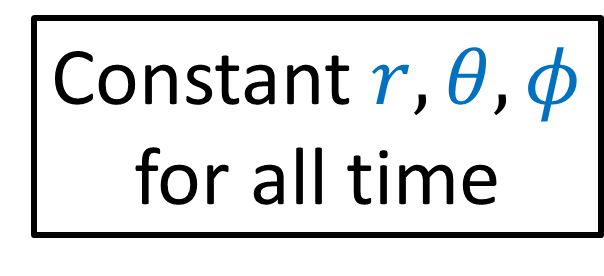 Constant 𝑟, 𝜃, 𝜙
for all time